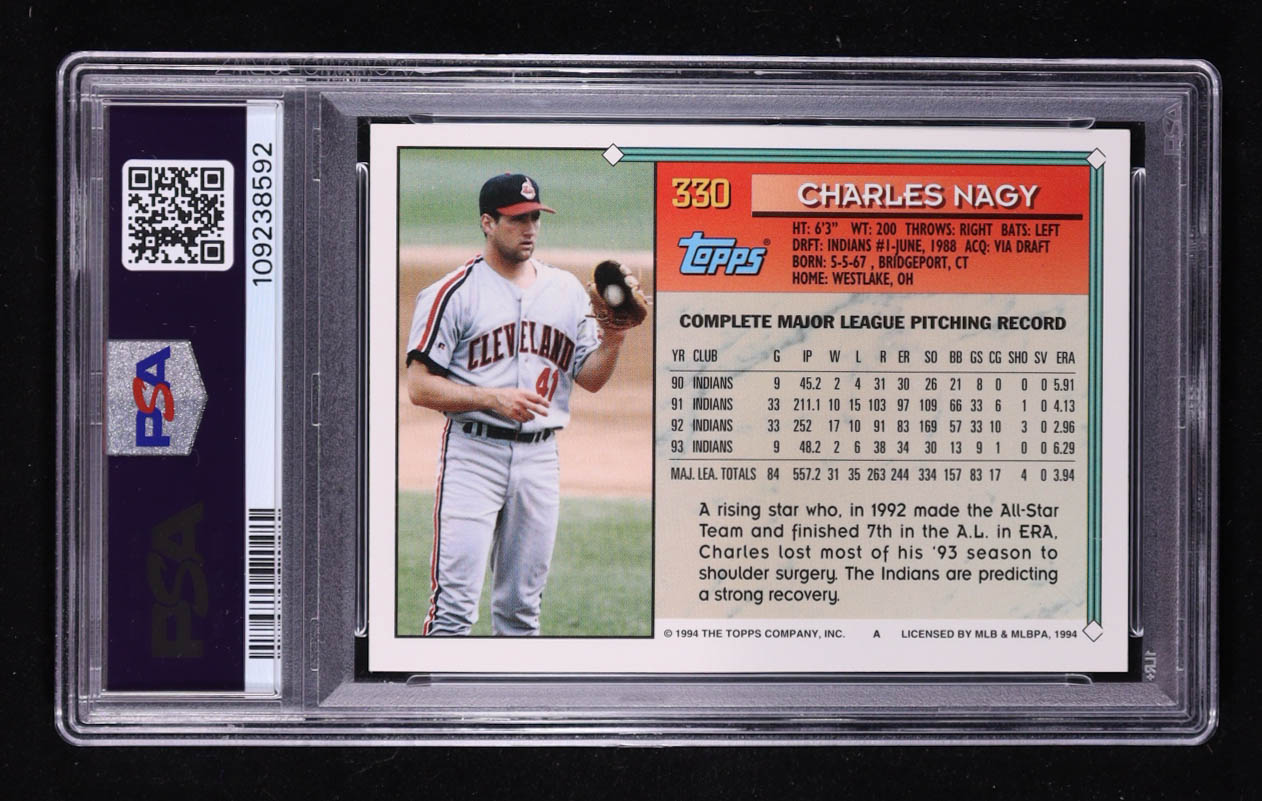 109238592
PSA
PSA
PSA
1LR+
330
CHARLES NAGY
topps®
HT: 6'3" WT: 200 THROWS: RIGHT BATS: LEFT
DRFT: INDIANS #1-JUNE, 1988 ACQ: VIA DRAFT
BORN: 5-5-67 , BRIDGEPORT, CT
HOME: WESTLAKE, OH
CLEVELAND
41
COMPLETE MAJOR LEAGUE PITCHING RECORD
YR CLUB G IP W L R ER SO BB GS CG SHO SV ERA
90 INDIANS 9 45.2 2 4 31 30 26 21 8 0 0 0 5.91
91 INDIANS 33 211.1 10 15 103 97 109 66 33 6 1 0 4.13
92 INDIANS 33 252 17 10 91 83 169 57 33 10 3 0 2.96
93 INDIANS 9 48.2 2 6 38 34 30 13 9 1 0 0 6.29
MAJ. LEA. TOTALS 84 557.2 31 35 263 244 334 157 83 17 4 0 3.94
A rising star who, in 1992 made the All-Star
Team and finished 7th in the A.L. in ERA,
Charles lost most of his '93 season to
shoulder surgery. The Indians are predicting
a strong recovery.
© 1994 THE TOPPS COMPANY, INC. A LICENSED BY MLB & MLBPA, 1994